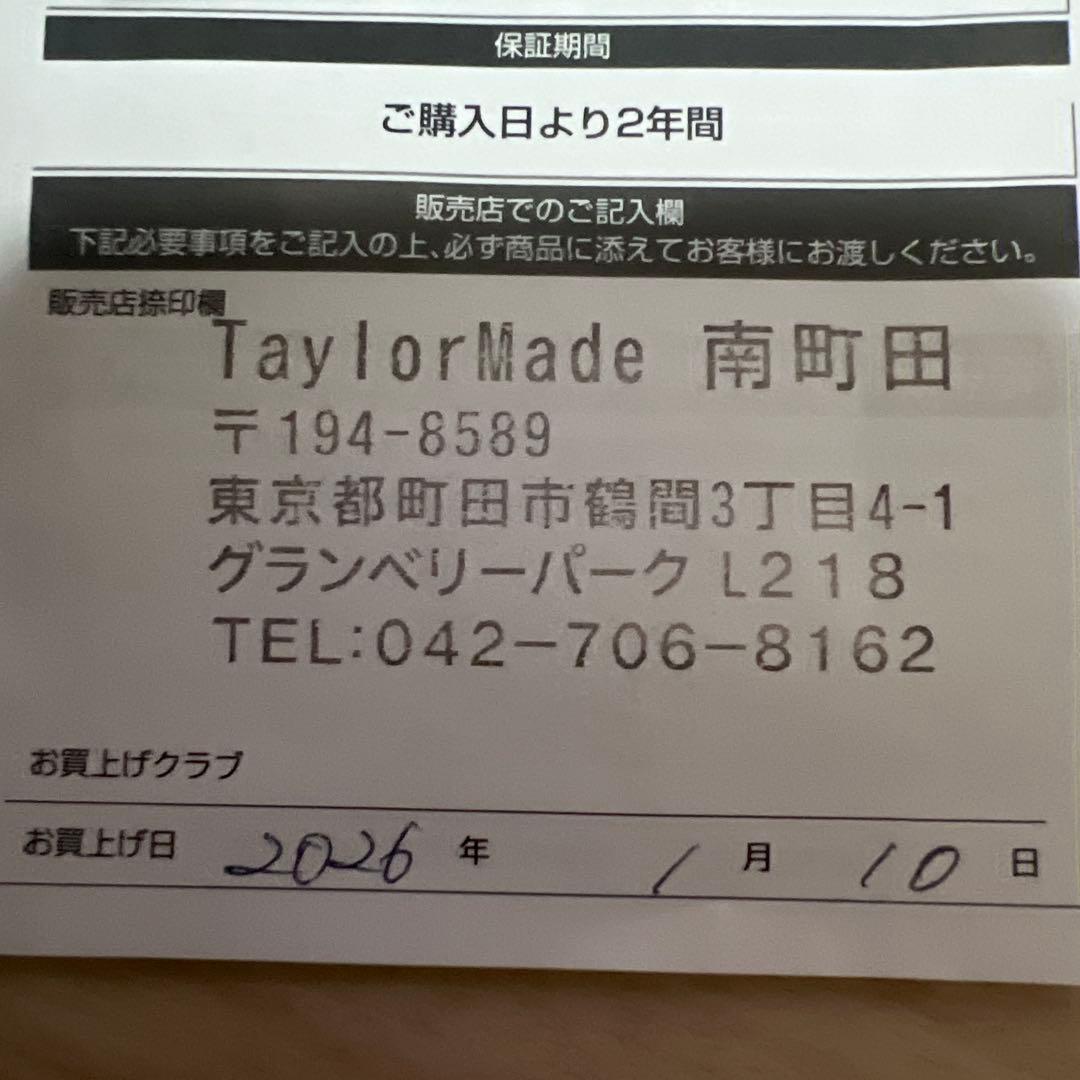 保証期間
ご購入日より2年間
販売店でのご記入欄
下記必要事項をご記入の上、必ず商品に添えてお客様にお渡しください。
販売店捺印欄
TaylorMade 南町田
〒194-8589
東京都町田市鶴間3丁目4-1
グランベリーパーク L218
TEL:042-706-8162
お買上げクラブ
お買上げ日 2026 年 1 月 10 日